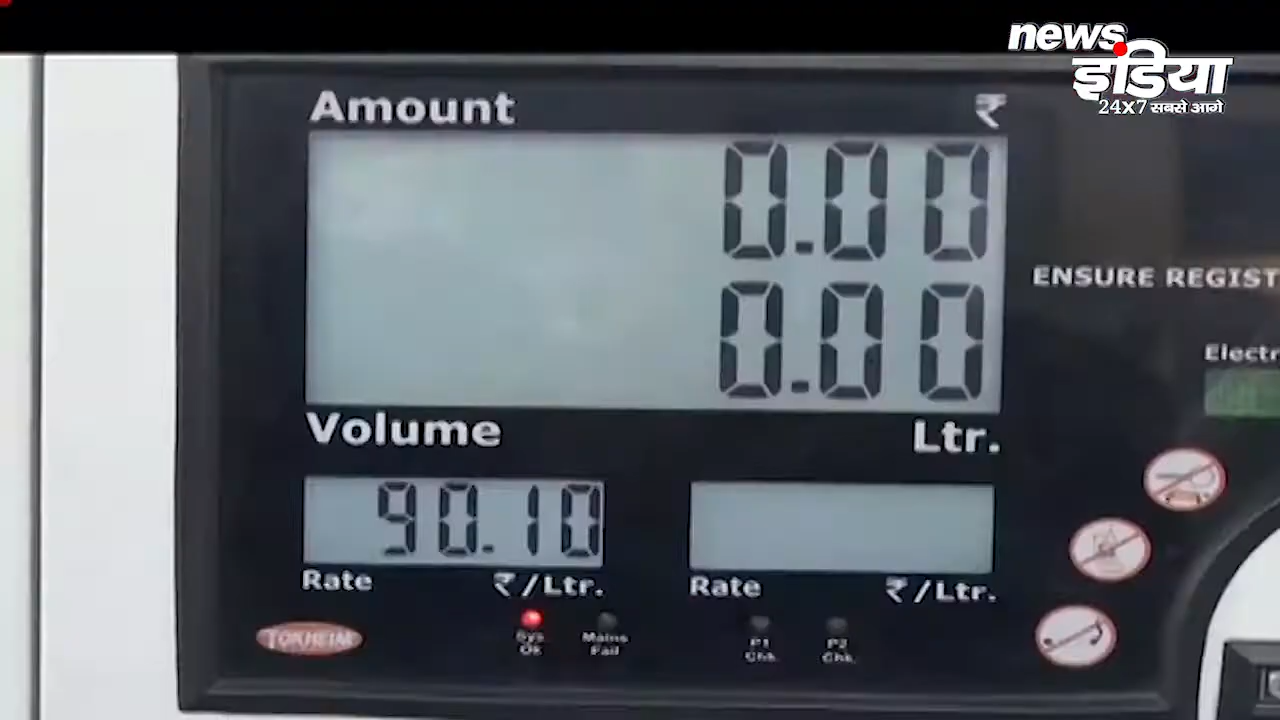 news
इंडिया
24x7 सबसे आगे
Amount ₹
0.00
0.00
Volume Ltr.
ENSURE REGIST
Electr
90.10
Rate ₹/Ltr.
Rate ₹/Ltr.
TOKHEIM
Sys Ok
Mains Fail
P1 Chk.
P2 Chk.